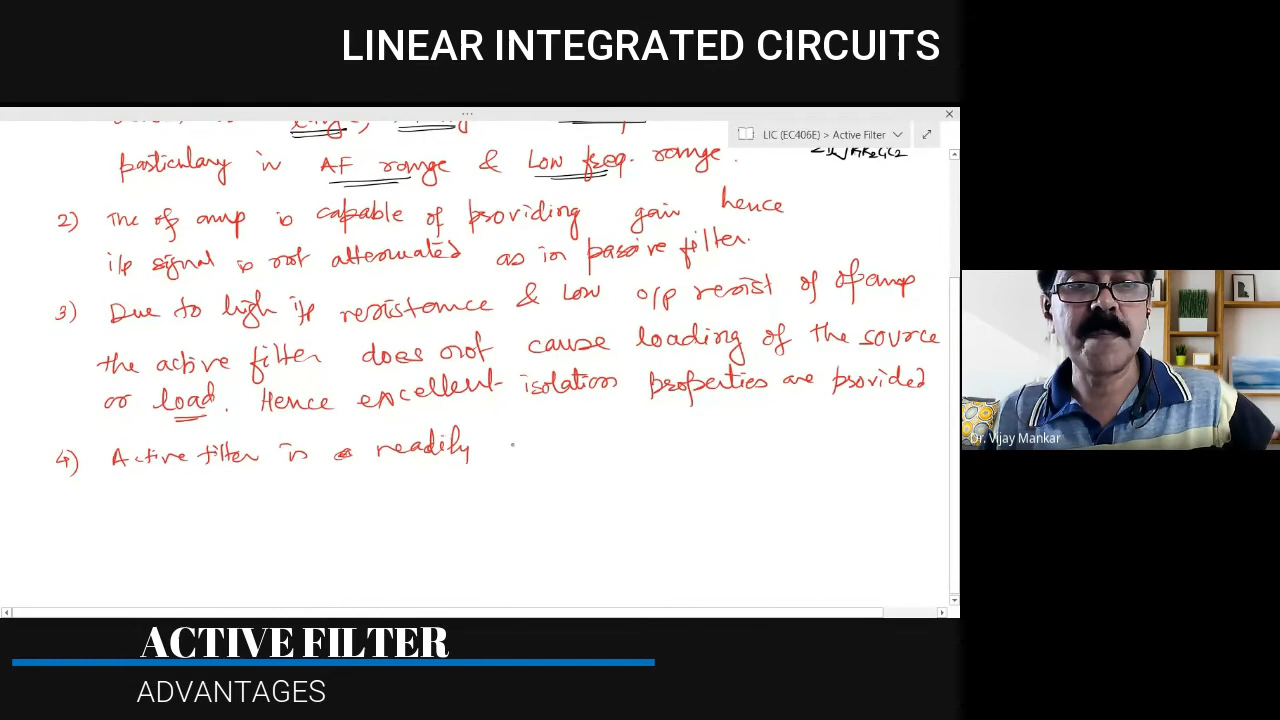 LINEAR INTEGRATED CIRCUITS
LIC (EC406E) > Active Filter
particulary in AF range & Low freq. range.
2) The op amp is capable of providing gain hence
i/p signal is not attenuated as in passive filter.
3) Due to high i/p resistance & Low o/p resist of opamp
the active filter does not cause loading of the source
or load. Hence excellent isolation properties are provided
4) Active filter is readily
Dr. Vijay Mankar
ACTIVE FILTER
ADVANTAGES